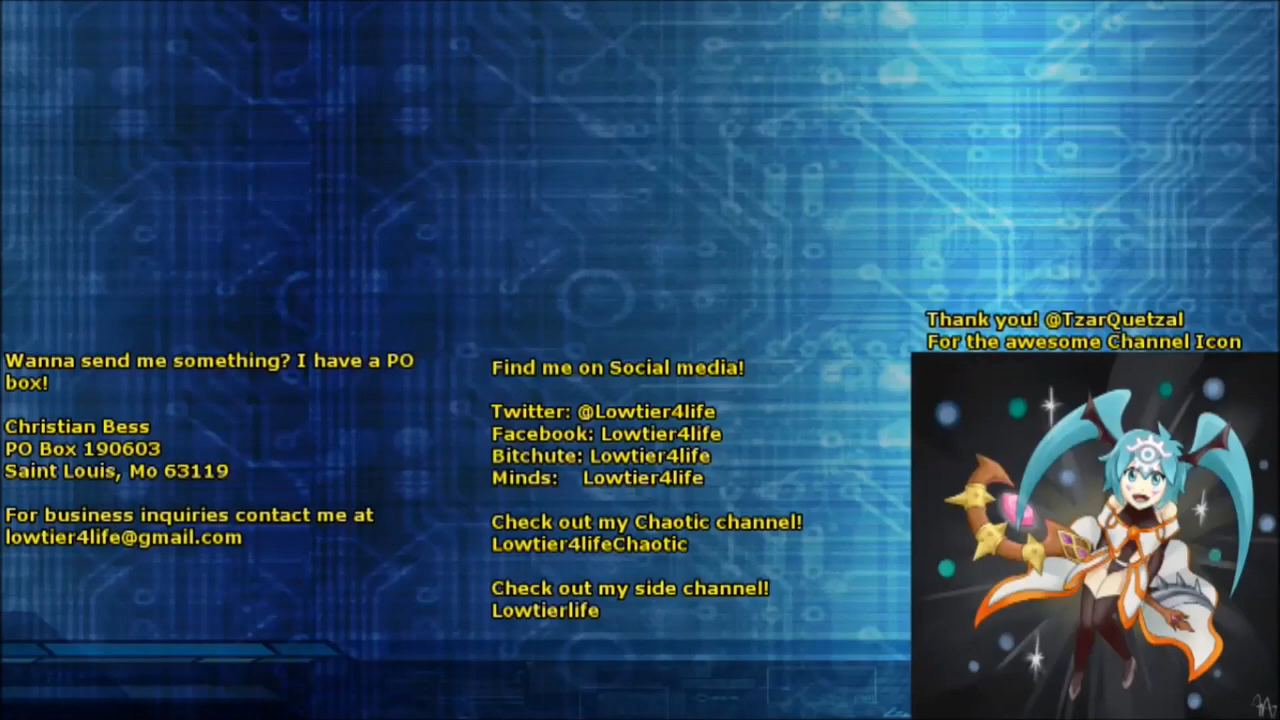 Wanna send me something? I have a PO
box!
Christian Bess
PO Box 190603
Saint Louis, Mo 63119
For business inquiries contact me at
lowtier4life@gmail.com
Find me on Social media!
Twitter: @Lowtier4life
Facebook: Lowtier4life
Bitchute: Lowtier4life
Minds: Lowtier4life
Check out my Chaotic channel!
Lowtier4lifeChaotic
Check out my side channel!
Lowtierlife
Thank you! @TzarQuetzal
For the awesome Channel Icon